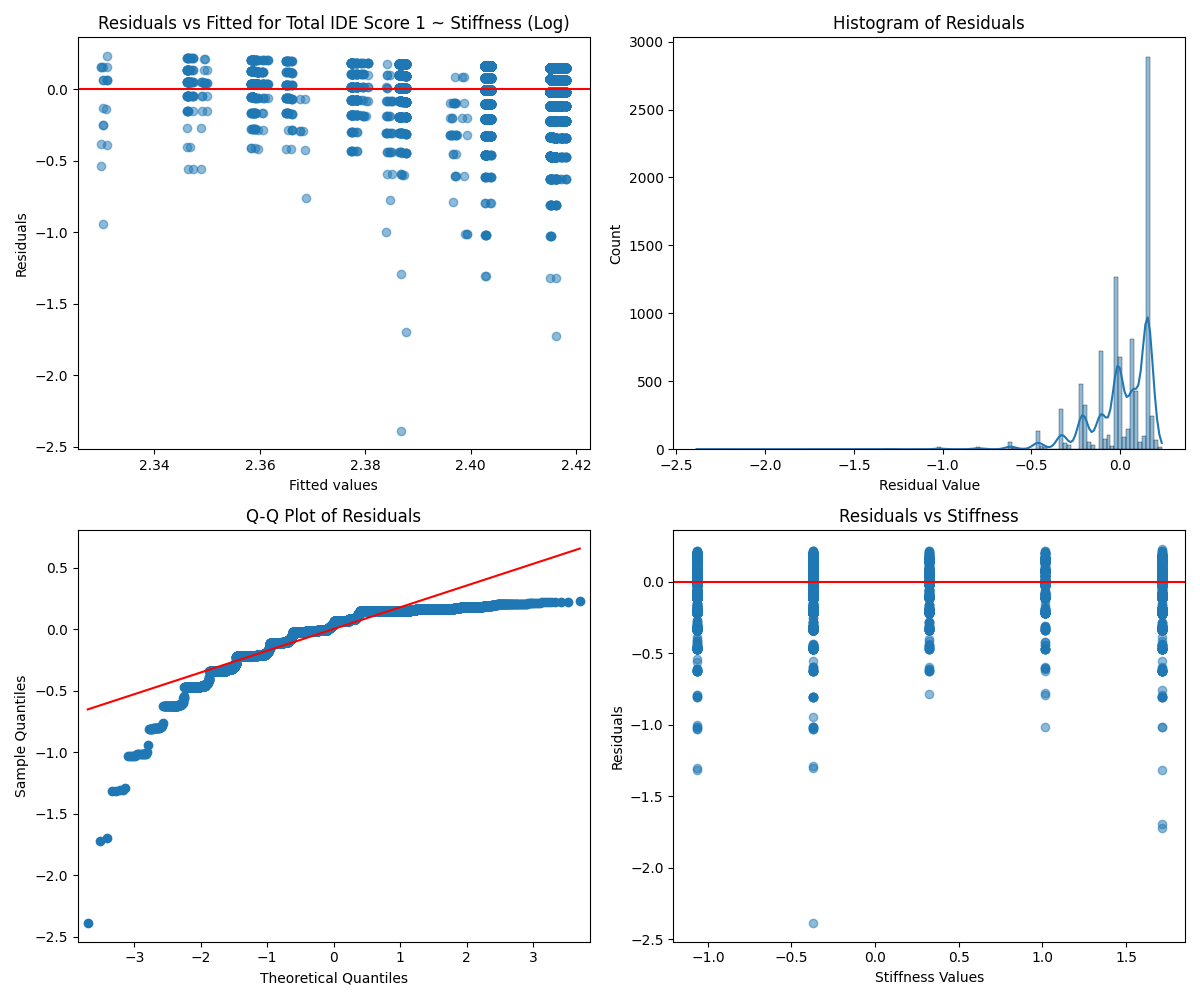 Residuals vs Fitted for Total IDE Score 1 ~ Stiffness (Log)
0.0
−0.5
−1.0
−1.5
−2.0
−2.5
Residuals
2.34 2.36 2.38 2.40 2.42
Fitted values
Histogram of Residuals
3000
2500
2000
1500
1000
500
0
Count
−2.5 −2.0 −1.5 −1.0 −0.5 0.0
Residual Value
Q-Q Plot of Residuals
0.5
0.0
−0.5
−1.0
−1.5
−2.0
−2.5
Sample Quantiles
−3 −2 −1 0 1 2 3
Theoretical Quantiles
Residuals vs Stiffness
0.0
−0.5
−1.0
−1.5
−2.0
−2.5
Residuals
−1.0 −0.5 0.0 0.5 1.0 1.5
Stiffness Values